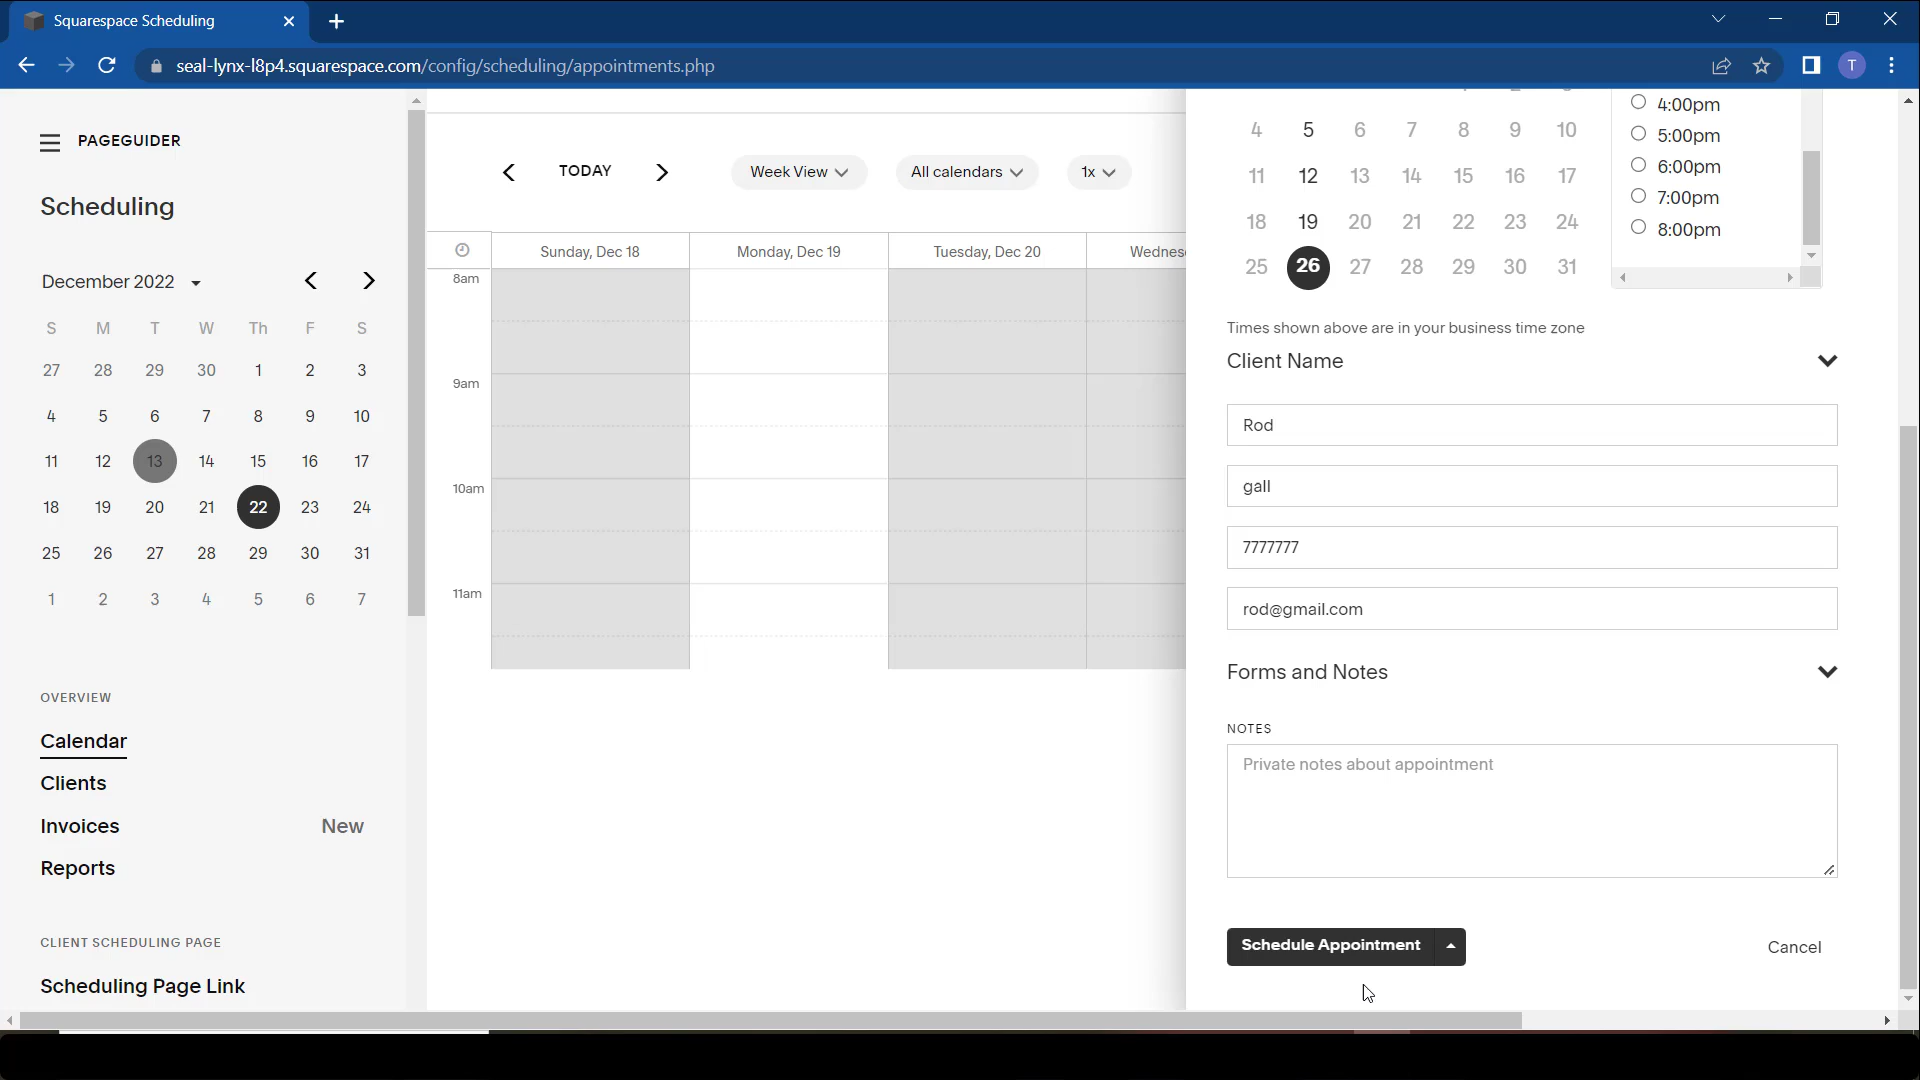 Squarespace Scheduling
seal-lynx-l8p4.squarespace.com/config/scheduling/appointments.php
T
PAGEGUIDER
Scheduling
December 2022
S M T W Th F S
27 28 29 30 1 2 3
4 5 6 7 8 9 10
11 12 13 14 15 16 17
18 19 20 21 22 23 24
25 26 27 28 29 30 31
1 2 3 4 5 6 7
OVERVIEW
Calendar
Clients
Invoices New
Reports
CLIENT SCHEDULING PAGE
Scheduling Page Link
TODAY
Week View
All calendars
1x
Sunday, Dec 18 Monday, Dec 19 Tuesday, Dec 20 Wednes
8am
9am
10am
11am
4 5 6 7 8 9 10
11 12 13 14 15 16 17
18 19 20 21 22 23 24
25 26 27 28 29 30 31
4:00pm
5:00pm
6:00pm
7:00pm
8:00pm
Times shown above are in your business time zone
Client Name
Rod
gall
7777777
rod@gmail.com
Forms and Notes
NOTES
Private notes about appointment
Schedule Appointment
Cancel